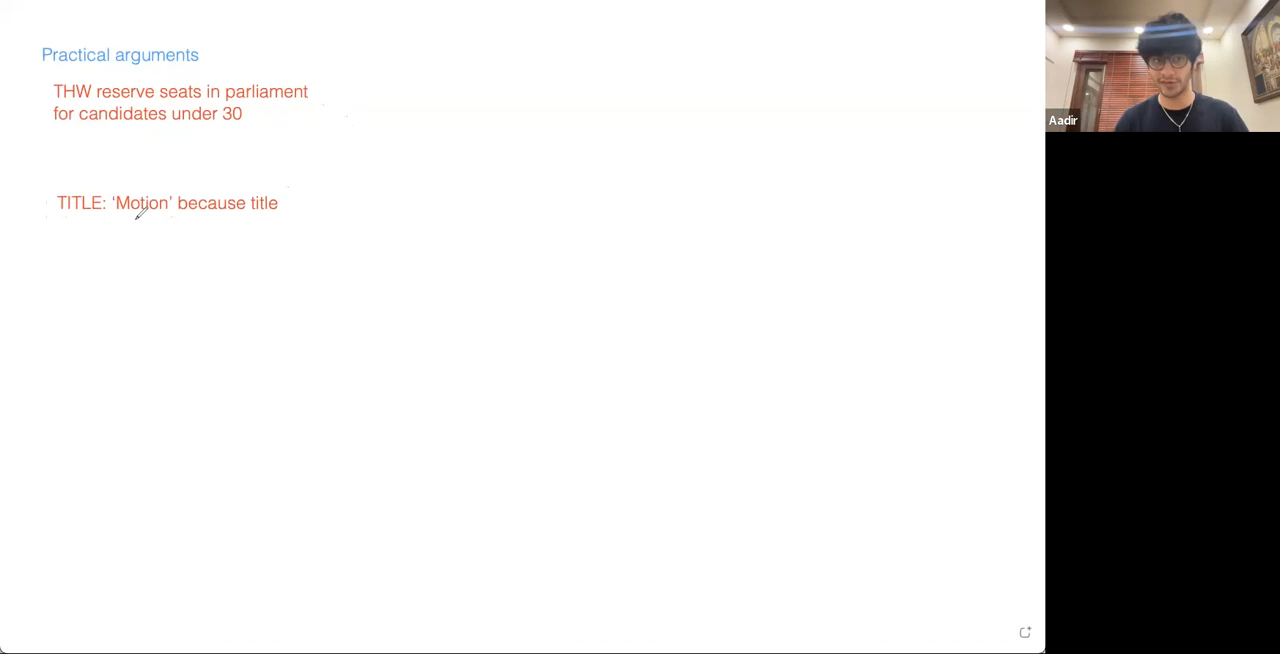 Practical arguments
THW reserve seats in parliament
for candidates under 30
TITLE: ‘Motion’ because title
Aadir